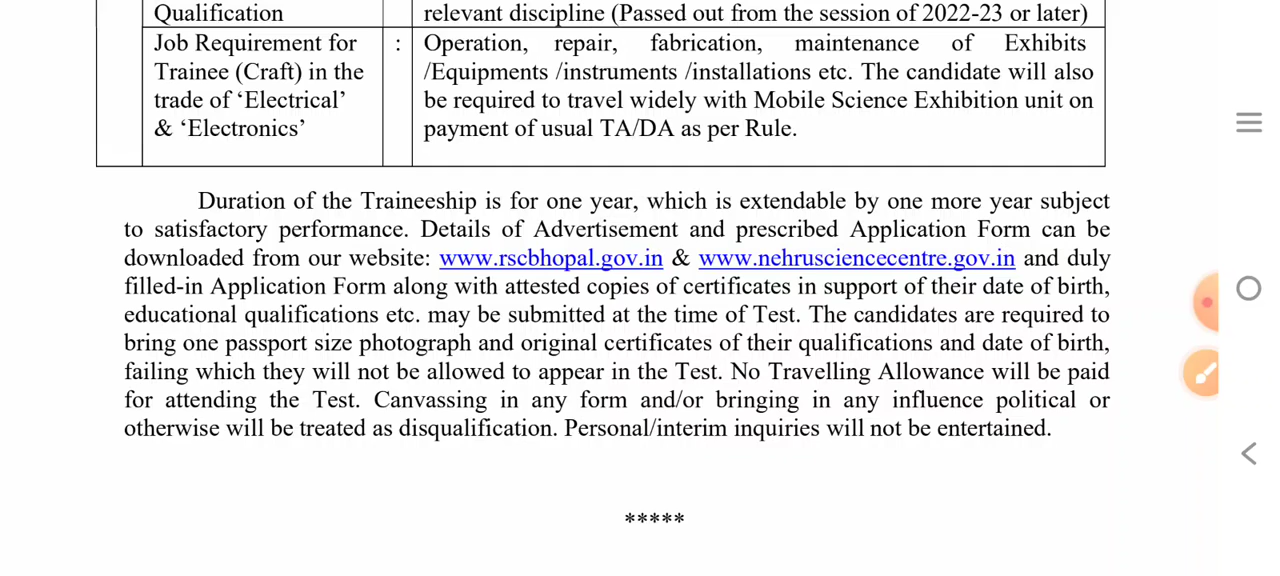 Qualification : relevant discipline (Passed out from the session of 2022-23 or later)
Job Requirement for Trainee (Craft) in the trade of ‘Electrical’ & ‘Electronics’ : Operation, repair, fabrication, maintenance of Exhibits
/Equipments /instruments /installations etc. The candidate will also
be required to travel widely with Mobile Science Exhibition unit on
payment of usual TA/DA as per Rule.
Duration of the Traineeship is for one year, which is extendable by one more year subject
to satisfactory performance. Details of Advertisement and prescribed Application Form can be
downloaded from our website: www.rscbhopal.gov.in & www.nehrusciencecentre.gov.in and duly
filled-in Application Form along with attested copies of certificates in support of their date of birth,
educational qualifications etc. may be submitted at the time of Test. The candidates are required to
bring one passport size photograph and original certificates of their qualifications and date of birth,
failing which they will not be allowed to appear in the Test. No Travelling Allowance will be paid
for attending the Test. Canvassing in any form and/or bringing in any influence political or
otherwise will be treated as disqualification. Personal/interim inquiries will not be entertained.
*****